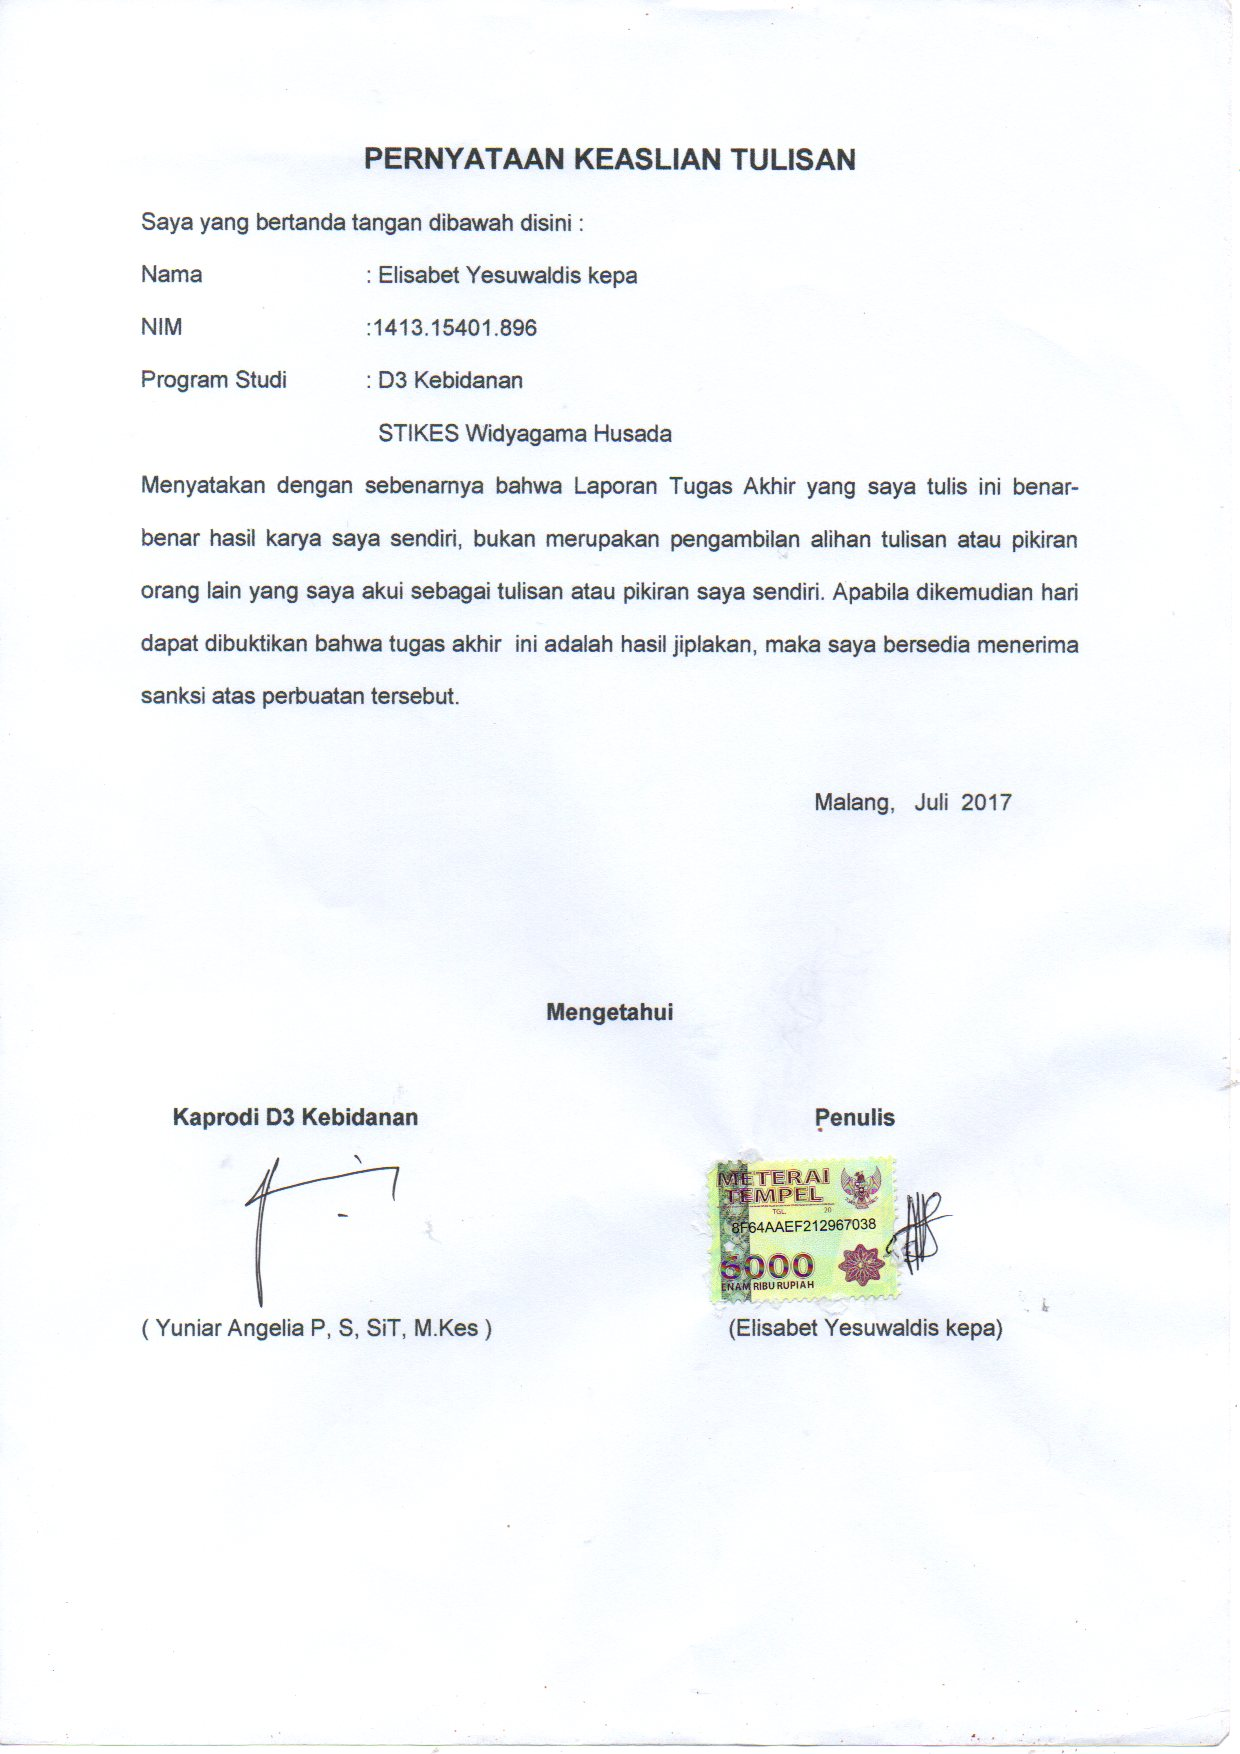 PERNYATAAN KEASLIAN TULISAN
Saya yang bertanda tangan dibawah disini :
Nama : Elisabet Yesuwaldis kepa
NIM :1413.15401.896
Program Studi : D3 Kebidanan
STIKES Widyagama Husada
Menyatakan dengan sebenarnya bahwa Laporan Tugas Akhir yang saya tulis ini benar-
benar hasil karya saya sendiri, bukan merupakan pengambilan alihan tulisan atau pikiran
orang lain yang saya akui sebagai tulisan atau pikiran saya sendiri. Apabila dikemudian hari
dapat dibuktikan bahwa tugas akhir ini adalah hasil jiplakan, maka saya bersedia menerima
sanksi atas perbuatan tersebut.
Malang, Juli 2017
Mengetahui
Kaprodi D3 Kebidanan Penulis
METERAI
TEMPEL
TGL. 20
8F64AAEF212967038
6000
ENAM RIBU RUPIAH
( Yuniar Angelia P, S, SiT, M.Kes ) (Elisabet Yesuwaldis kepa)